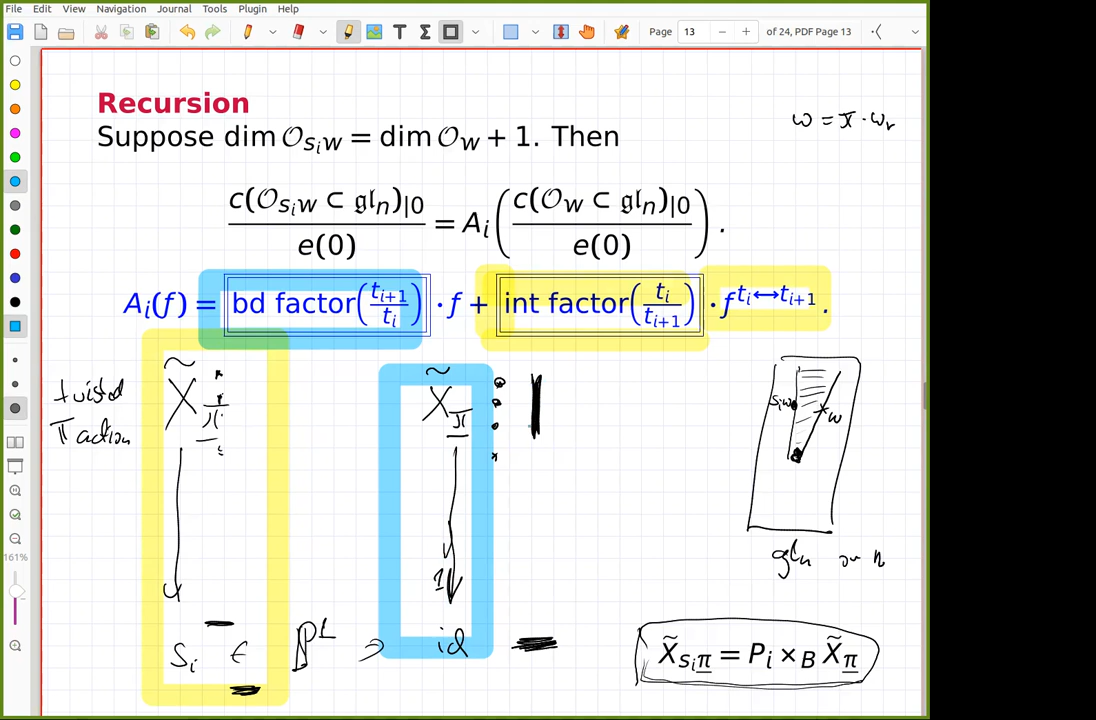 File Edit View Navigation Journal Tools Plugin Help
Page 13 of 24, PDF Page 13
161%
Recursion
w = π · w_r
Suppose dim 𝒪_{s_i w} = dim 𝒪_w + 1. Then
c(𝒪_{s_i w} ⊂ 𝔤𝔩_n)_{|0} / e(0) = A_i ( c(𝒪_w ⊂ 𝔤𝔩_n)_{|0} / e(0) ) .
A_i(f) = bd factor(t_{i+1}/t_i) · f + int factor(t_i/t_{i+1}) · f^{t_i↔t_{i+1}} .
twisted
T action
X̃_π
X̃_π
s_i w
w
gl_n
s_i ∈ ℙ^1 ∋ id
X̃_{s_i π} = P_i ×_B X̃_π